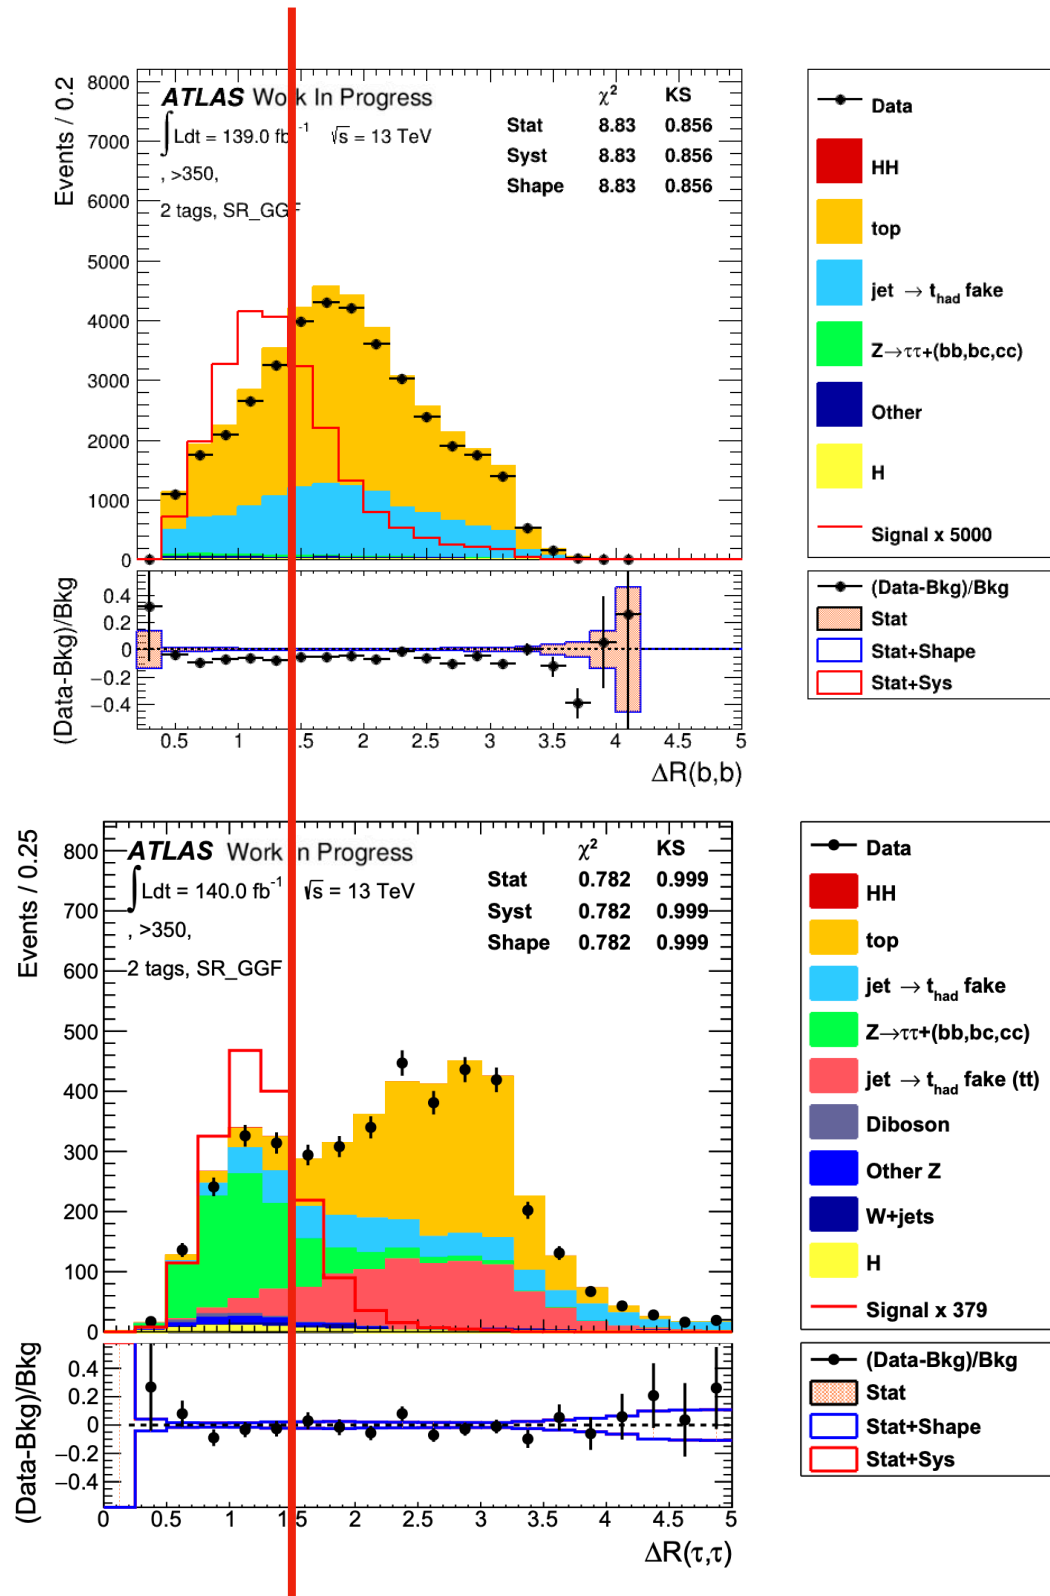 8000
7000
6000
5000
4000
3000
2000
1000
0
Events / 0.2
ATLAS Work In Progress
∫Ldt = 139.0 fb⁻¹ √s = 13 TeV
, >350,
2 tags, SR_GGF
χ² KS
Stat 8.83 0.856
Syst 8.83 0.856
Shape 8.83 0.856
Data
HH
top
jet → t_had fake
Z→ττ+(bb,bc,cc)
Other
H
Signal x 5000
0.4
0.2
0
−0.2
−0.4
(Data-Bkg)/Bkg
0.5 1 1.5 2 2.5 3 3.5 4 4.5 5
ΔR(b,b)
(Data-Bkg)/Bkg
Stat
Stat+Shape
Stat+Sys
800
700
600
500
400
300
200
100
0
Events / 0.25
ATLAS Work In Progress
∫Ldt = 140.0 fb⁻¹ √s = 13 TeV
, >350,
2 tags, SR_GGF
χ² KS
Stat 0.782 0.999
Syst 0.782 0.999
Shape 0.782 0.999
Data
HH
top
jet → t_had fake
Z→ττ+(bb,bc,cc)
jet → t_had fake (tt)
Diboson
Other Z
W+jets
H
Signal x 379
0.4
0.2
0
−0.2
−0.4
(Data-Bkg)/Bkg
0 0.5 1 1.5 2 2.5 3 3.5 4 4.5 5
ΔR(τ,τ)
(Data-Bkg)/Bkg
Stat
Stat+Shape
Stat+Sys